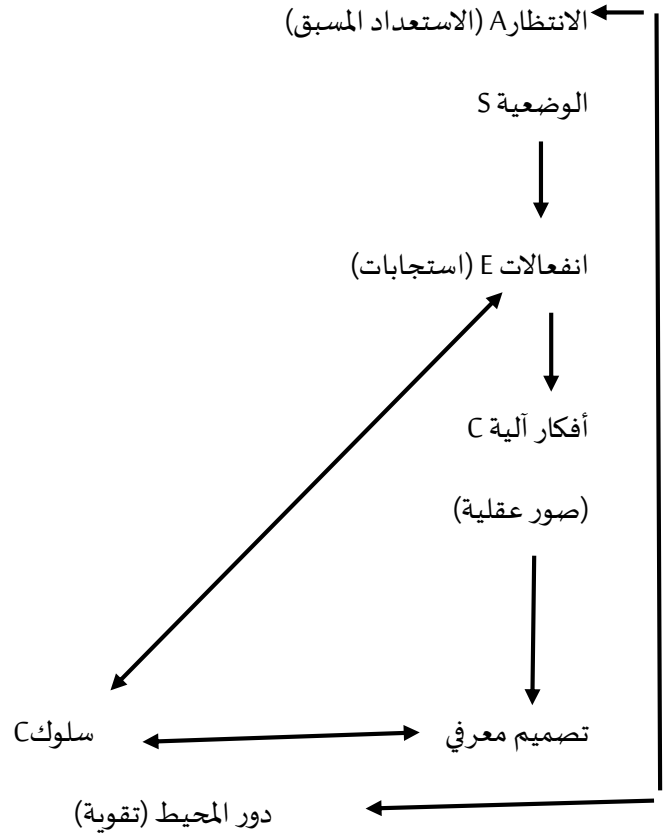 الانتظارA (الاستعداد المسبق)
الوضعية S
انفعالات E (استجابات)
أفكار آلية C
(صور عقلية)
تصميم معرفي
سلوكC
دور المحيط (تقوية)